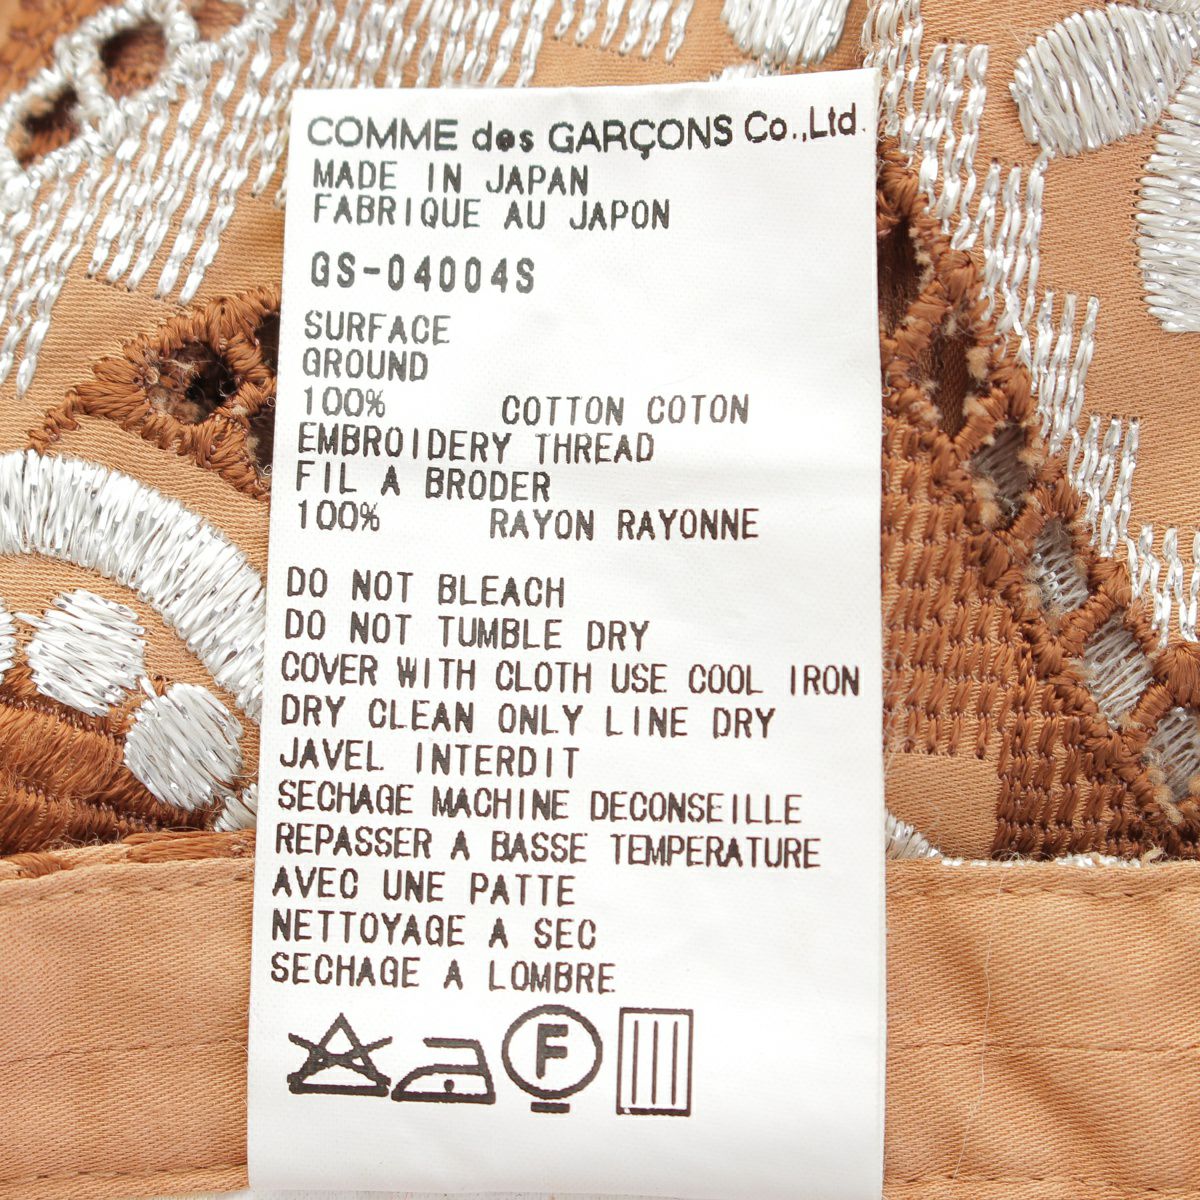 COMME des GARÇONS Co.,Ltd.
MADE IN JAPAN
FABRIQUE AU JAPON
GS-04004S
SURFACE
GROUND
100% COTTON COTON
EMBROIDERY THREAD
FIL A BRODER
100% RAYON RAYONNE
DO NOT BLEACH
DO NOT TUMBLE DRY
COVER WITH CLOTH USE COOL IRON
DRY CLEAN ONLY LINE DRY
JAVEL INTERDIT
SECHAGE MACHINE DECONSEILLE
REPASSER A BASSE TEMPERATURE
AVEC UNE PATTE
NETTOYAGE A SEC
SECHAGE A LOMBRE
F